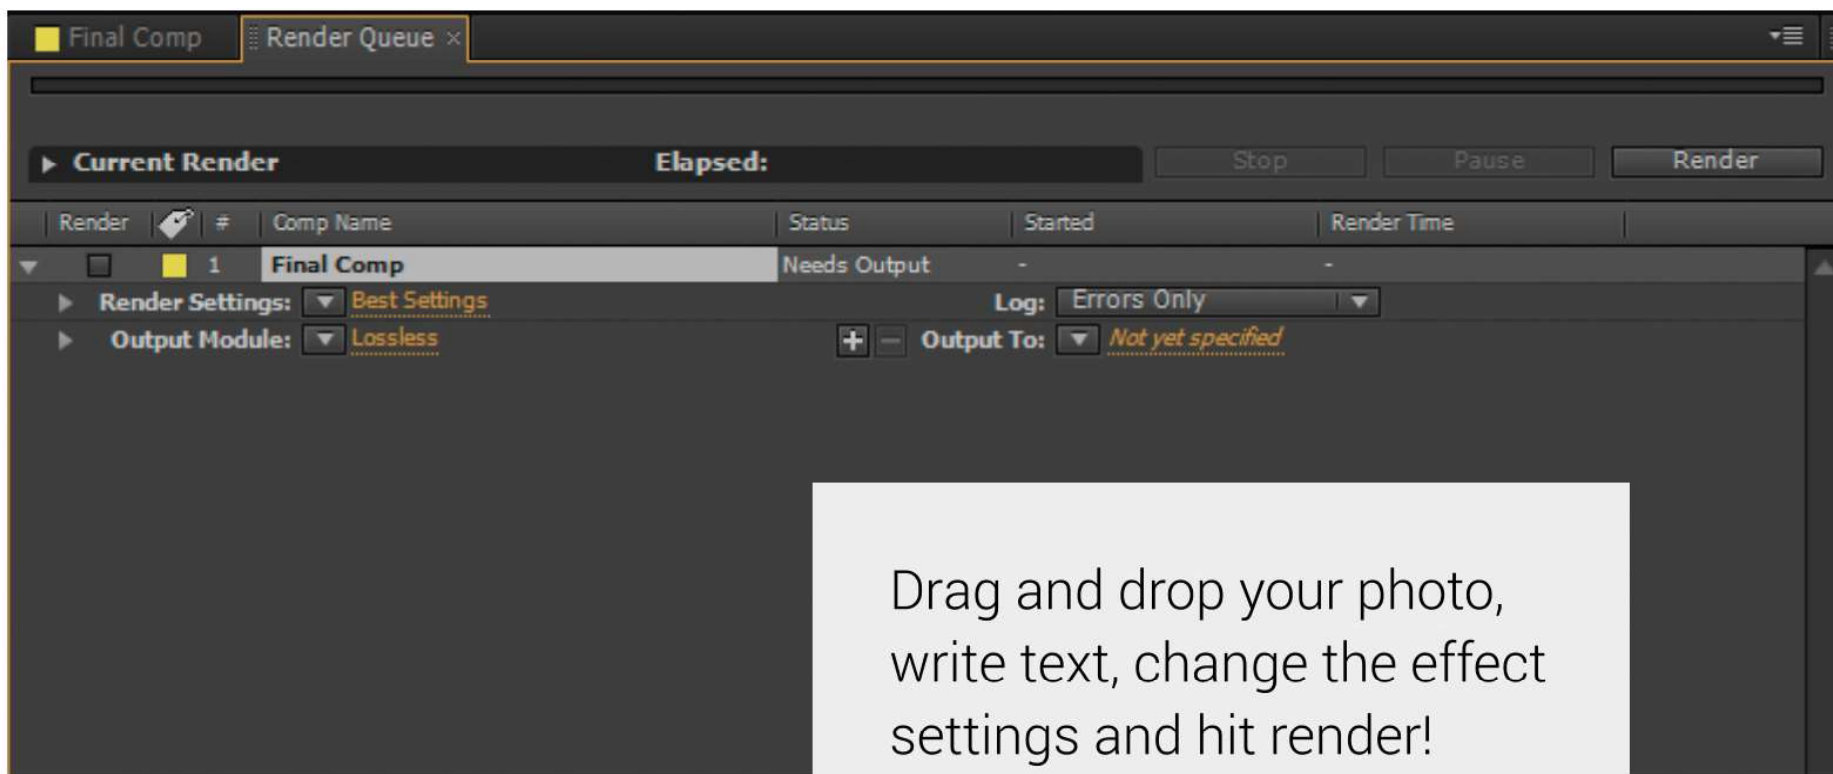 Final Comp Render Queue ×
Current Render Elapsed: Stop Pause Render
Render # Comp Name Status Started Render Time
1 Final Comp Needs Output - -
Render Settings: Best Settings Log: Errors Only
Output Module: Lossless + - Output To: Not yet specified
Drag and drop your photo,
write text, change the effect
settings and hit render!